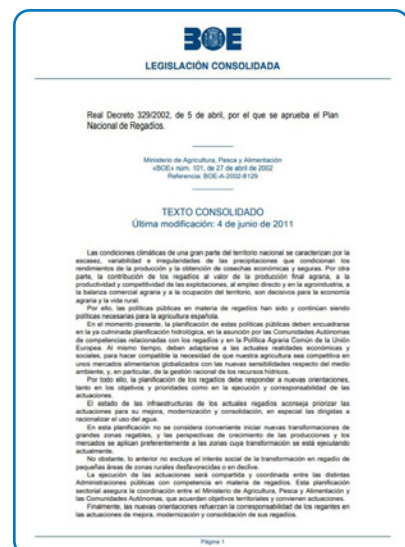 BOE
LEGISLACIÓN CONSOLIDADA
Real Decreto 329/2002, de 5 de abril, por el que se aprueba el Plan
Nacional de Regadíos.
Ministerio de Agricultura, Pesca y Alimentación
«BOE» núm. 101, de 27 de abril de 2002
Referencia: BOE-A-2002-8129
TEXTO CONSOLIDADO
Última modificación: 4 de junio de 2011
Las condiciones climáticas de una gran parte del territorio nacional se caracterizan por la
escasez, variabilidad e irregularidades de las precipitaciones que condicionan los
rendimientos de la producción y la obtención de cosechas económicas y seguras. Por otra
parte, la contribución de los regadíos al valor de la producción final agraria, a la
productividad y competitividad de las explotaciones, al empleo directo y en la agroindustria, a
la balanza comercial agraria y a la ocupación del territorio, son decisivos para la economía
agraria y la vida rural.
Por ello, las políticas públicas en materia de regadíos han sido y continúan siendo
políticas necesarias para la agricultura española.
En el momento presente, la planificación de estas políticas públicas deben encuadrarse
en la ya culminada planificación hidrológica, en la asunción por las Comunidades Autónomas
de competencias relacionadas con los regadíos y en la Política Agraria Común de la Unión
Europea. Al mismo tiempo, deben adaptarse a las actuales realidades económicas y
sociales, para hacer compatible la necesidad de que nuestra agricultura sea competitiva en
unos mercados alimentarios globalizados con las nuevas sensibilidades respecto del medio
ambiente, y, en particular, de la gestión racional de los recursos hídricos.
Por todo ello, la planificación de los regadíos debe responder a nuevas orientaciones,
tanto en los objetivos y prioridades como en la ejecución y corresponsabilidad de las
actuaciones.
El estado de las infraestructuras de los actuales regadíos aconseja priorizar las
actuaciones para su mejora, modernización y consolidación, en especial las dirigidas a
racionalizar el uso del agua.
En esta planificación no se considera conveniente iniciar nuevas transformaciones de
grandes zonas regables, y las perspectivas de crecimiento de las producciones y los
mercados se aplican preferentemente a las zonas cuya transformación se está ejecutando
actualmente.
No obstante, lo anterior no excluye el interés social de la transformación en regadío de
pequeñas áreas de zonas rurales desfavorecidas o en declive.
La ejecución de las actuaciones será compartida y coordinada entre las distintas
Administraciones públicas con competencia en materia de regadíos. Esta planificación
sectorial asegura la coordinación entre el Ministerio de Agricultura, Pesca y Alimentación y
las Comunidades Autónomas, que acuerdan objetivos territoriales y convienen actuaciones.
Finalmente, las nuevas orientaciones refuerzan la corresponsabilidad de los regantes en
las actuaciones de mejora, modernización y consolidación de sus regadíos.
Página 1